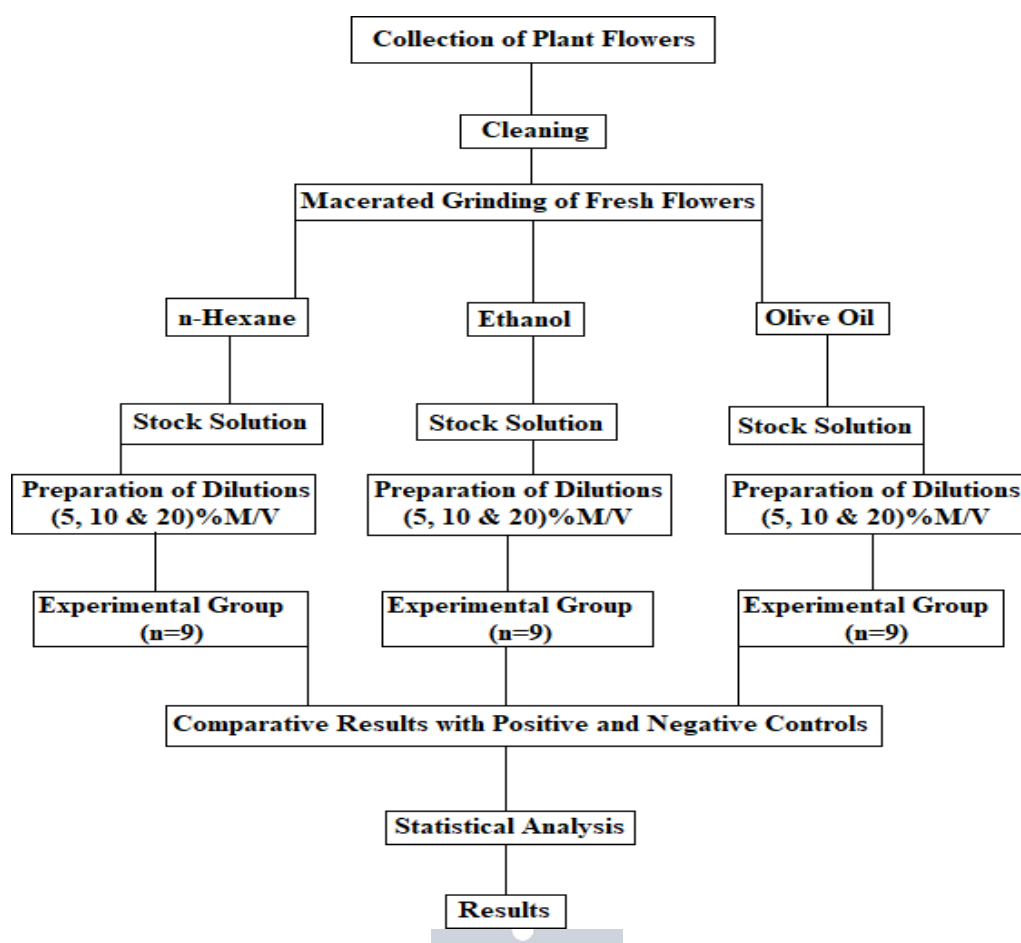 Collection of Plant Flowers
Cleaning
Macerated Grinding of Fresh Flowers
n-Hexane
Ethanol
Olive Oil
Stock Solution
Stock Solution
Stock Solution
Preparation of Dilutions
(5, 10 & 20)%M/V
Preparation of Dilutions
(5, 10 & 20)%M/V
Preparation of Dilutions
(5, 10 & 20)%M/V
Experimental Group
(n=9)
Experimental Group
(n=9)
Experimental Group
(n=9)
Comparative Results with Positive and Negative Controls
Statistical Analysis
Results